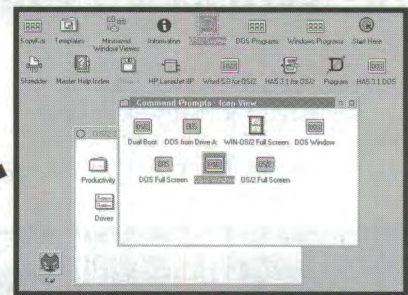 Templates Minimized Information DOS Programs Windows Programs Start Here
Window Viewer
Shredder Master Help Index HP LaserJet IIP Word 5.0 for OS/2 HAS 3.1 for OS/2 Program HAS 3.1 DOS
Command Prompts - Icon View
Dual Boot DOS from Drive A: WIN-OS/2 Full Screen DOS Window
DOS Full Screen OS/2 Full Screen
Productivity
Drives